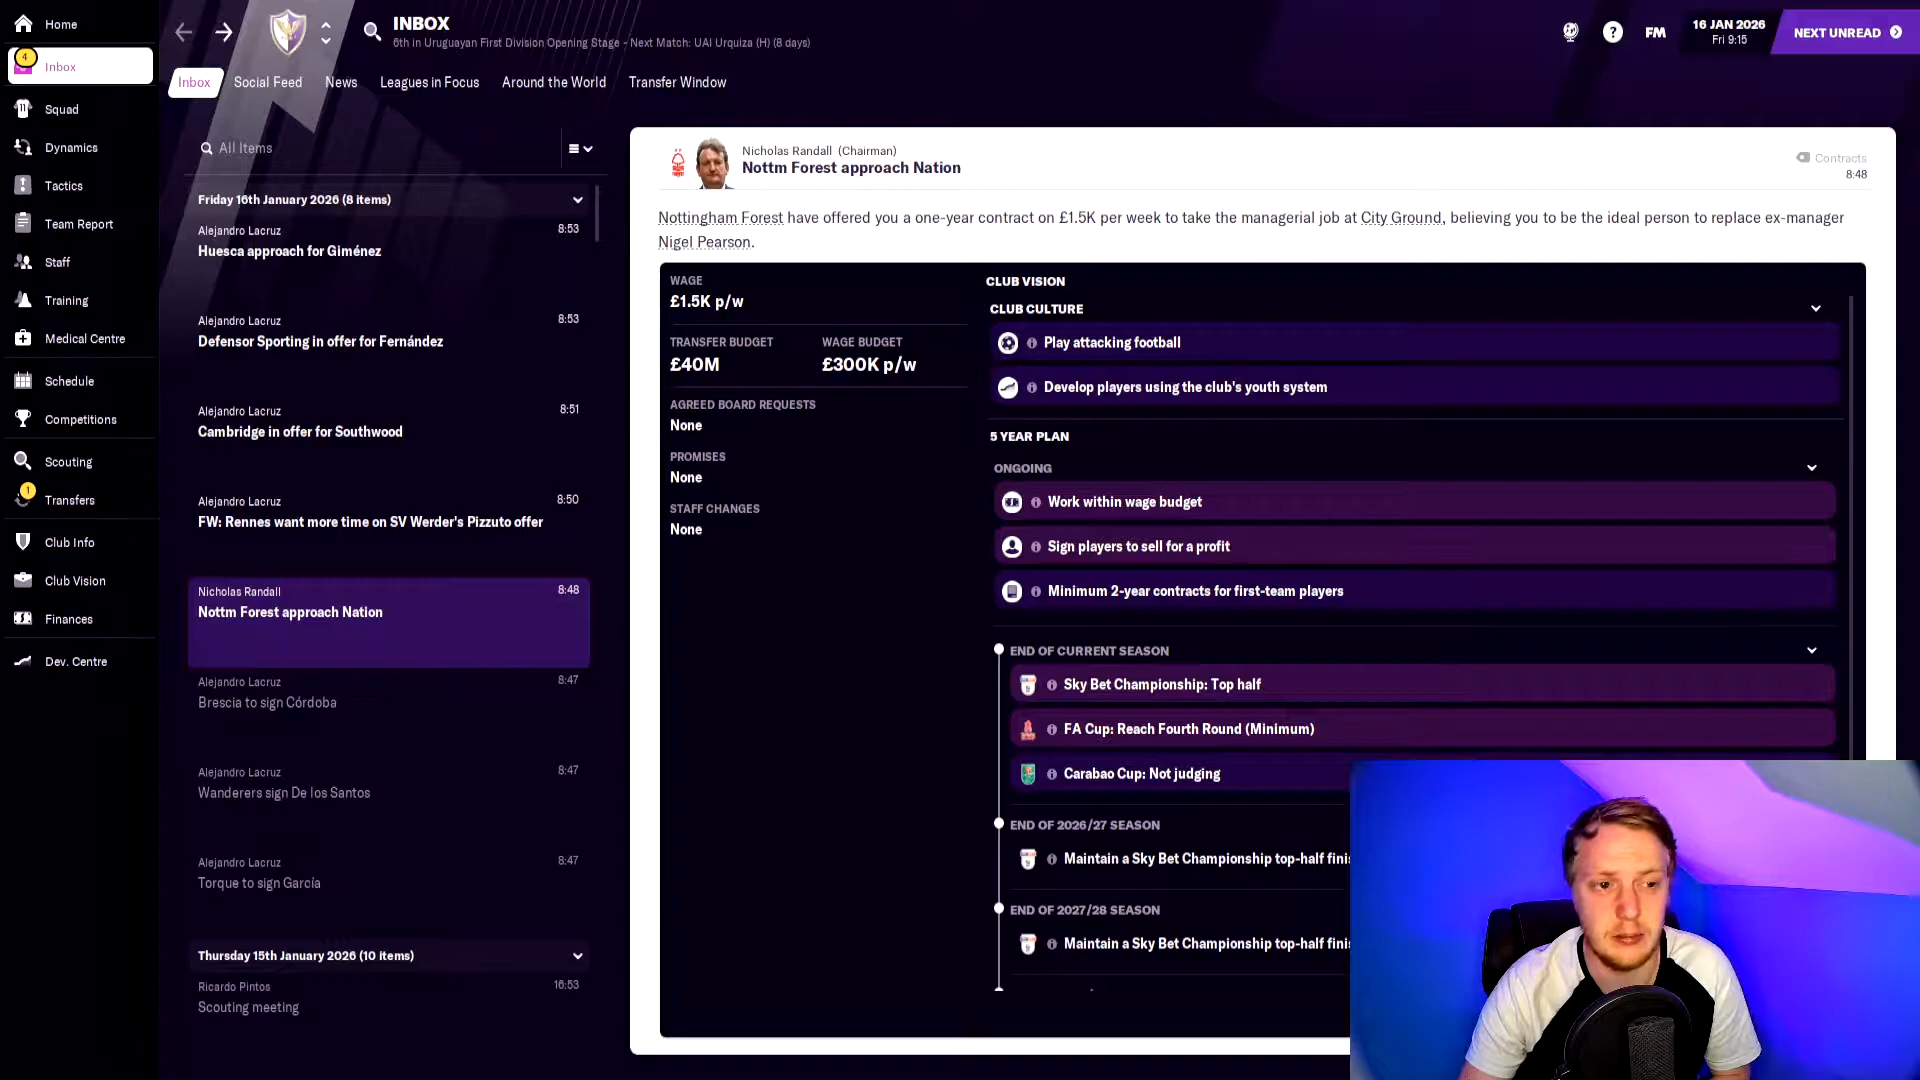 Home
4
Inbox
Squad
Dynamics
Tactics
Team Report
Staff
Training
Medical Centre
Schedule
Competitions
Scouting
1
Transfers
Club Info
Club Vision
Finances
Dev. Centre
INBOX
6th in Uruguayan First Division Opening Stage - Next Match: UAI Urquiza (H) (8 days)
?
FM
16 JAN 2026
Fri 9:15
NEXT UNREAD
Inbox
Social Feed
News
Leagues in Focus
Around the World
Transfer Window
All Items
Friday 16th January 2026 (8 items)
Alejandro Lacruz 8:53
Huesca approach for Giménez
Alejandro Lacruz 8:53
Defensor Sporting in offer for Fernández
Alejandro Lacruz 8:51
Cambridge in offer for Southwood
Alejandro Lacruz 8:50
FW: Rennes want more time on SV Werder's Pizzuto offer
Nicholas Randall 8:48
Nottm Forest approach Nation
Alejandro Lacruz 8:47
Brescia to sign Córdoba
Alejandro Lacruz 8:47
Wanderers sign De los Santos
Alejandro Lacruz 8:47
Torque to sign García
Thursday 15th January 2026 (10 items)
Ricardo Pintos 16:53
Scouting meeting
Nicholas Randall (Chairman)
Nottm Forest approach Nation
Contracts
8:48
Nottingham Forest have offered you a one-year contract on £1.5K per week to take the managerial job at City Ground, believing you to be the ideal person to replace ex-manager
Nigel Pearson.
WAGE
£1.5K p/w
TRANSFER BUDGET WAGE BUDGET
£40M £300K p/w
AGREED BOARD REQUESTS
None
PROMISES
None
STAFF CHANGES
None
CLUB VISION
CLUB CULTURE
Play attacking football
Develop players using the club's youth system
5 YEAR PLAN
ONGOING
Work within wage budget
Sign players to sell for a profit
Minimum 2-year contracts for first-team players
END OF CURRENT SEASON
Sky Bet Championship: Top half
FA Cup: Reach Fourth Round (Minimum)
Carabao Cup: Not judging
END OF 2026/27 SEASON
Maintain a Sky Bet Championship top-half fini
END OF 2027/28 SEASON
Maintain a Sky Bet Championship top-half fini